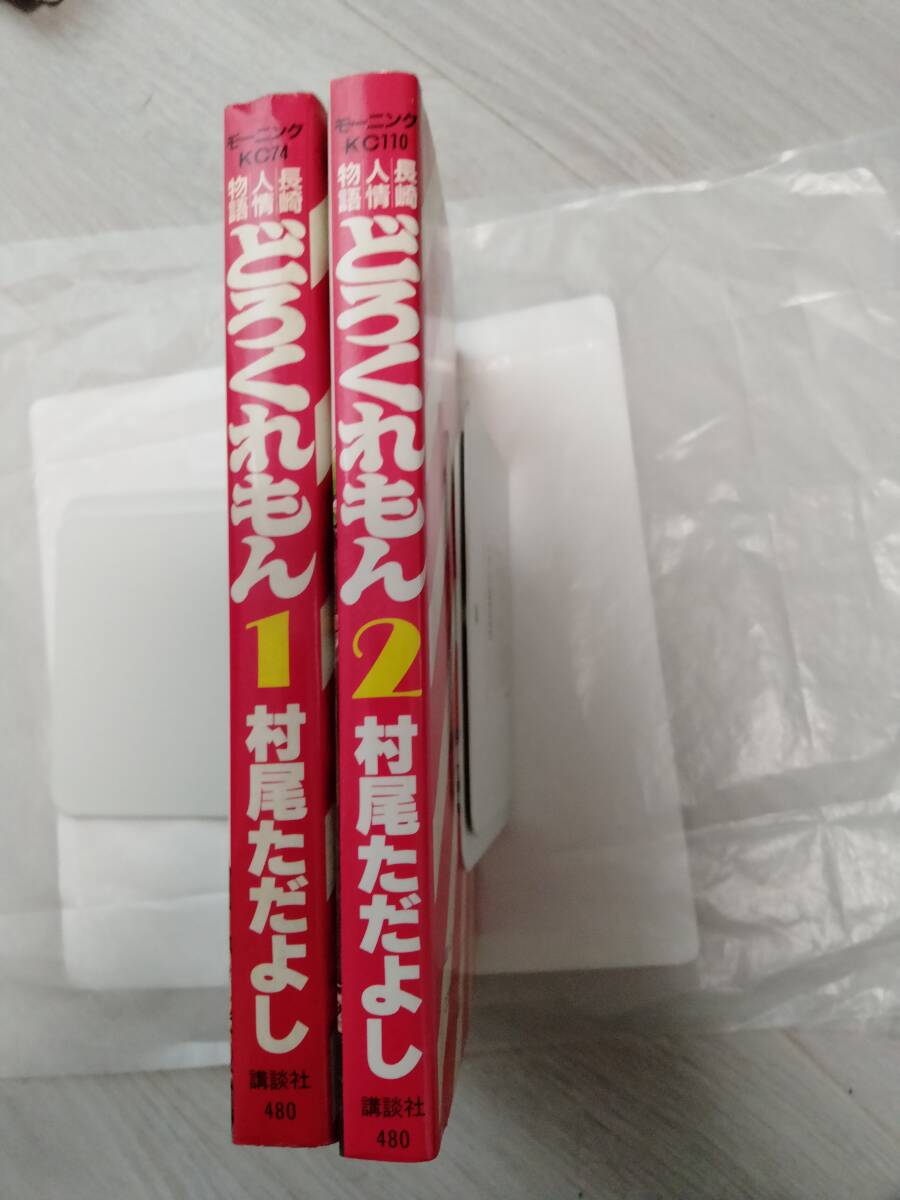 モーニング
KC74
長崎
人情
物語
どろくれもん
1
村尾ただよし
講談社
480
モーニング
KC110
長崎
人情
物語
どろくれもん
2
村尾ただよし
講談社
480